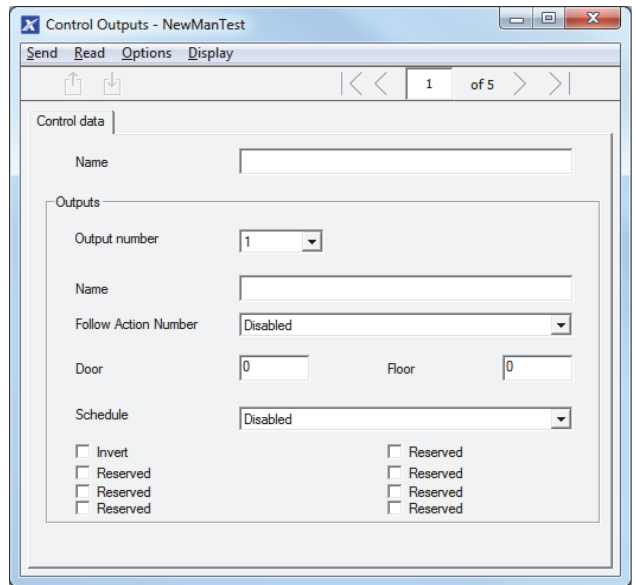 Control Outputs - NewManTest
Send Read Options Display
1 of 5
Control data
Name
Outputs
Output number 1
Name
Follow Action Number Disabled
Door 0 Floor 0
Schedule Disabled
Invert Reserved
Reserved Reserved
Reserved Reserved
Reserved Reserved